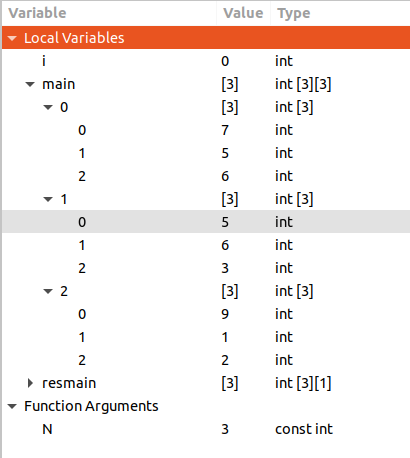 Variable Value Type
Local Variables
i 0 int
main [3] int [3][3]
0 [3] int [3]
0 7 int
1 5 int
2 6 int
1 [3] int [3]
0 5 int
1 6 int
2 3 int
2 [3] int [3]
0 9 int
1 1 int
2 2 int
resmain [3] int [3][1]
Function Arguments
N 3 const int